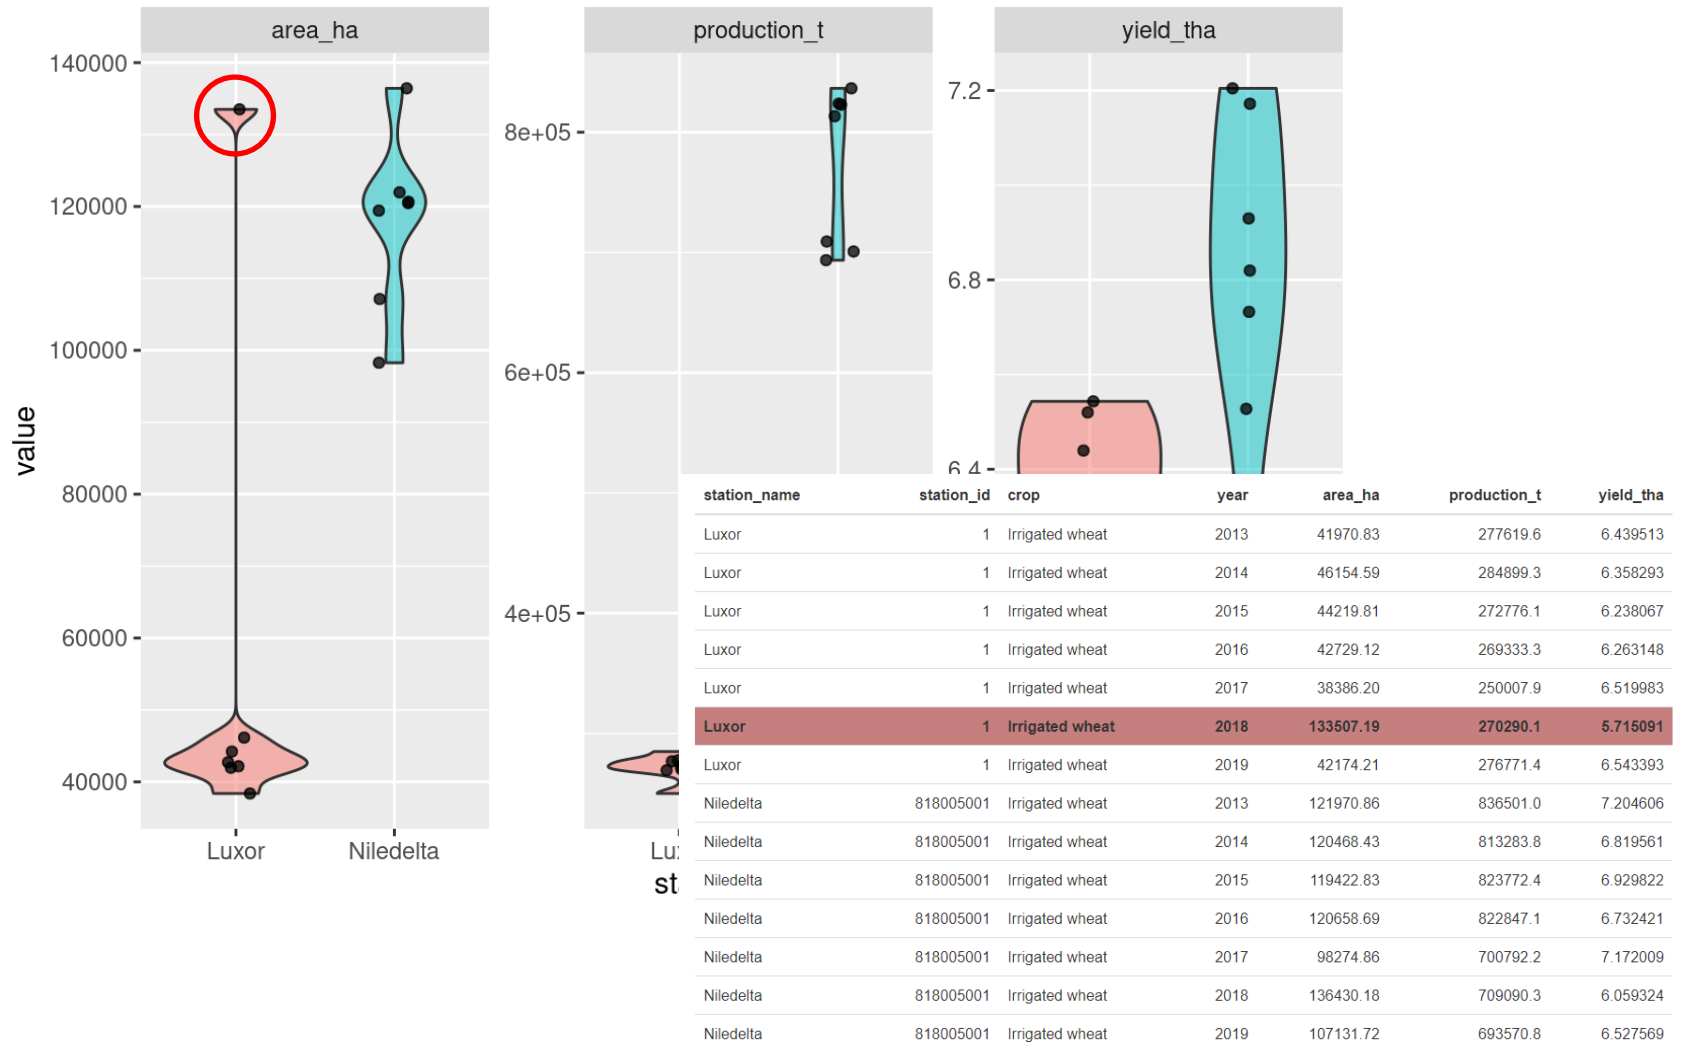 area_ha
production_t
yield_tha
140000
120000
100000
80000
60000
40000
value
Luxor
Niledelta
8e+05
6e+05
4e+05
Lux
sta
7.2
6.8
6.4
station_name station_id crop year area_ha production_t yield_tha
Luxor 1 Irrigated wheat 2013 41970.83 277619.6 6.439513
Luxor 1 Irrigated wheat 2014 46154.59 284899.3 6.358293
Luxor 1 Irrigated wheat 2015 44219.81 272776.1 6.238067
Luxor 1 Irrigated wheat 2016 42729.12 269333.3 6.263148
Luxor 1 Irrigated wheat 2017 38386.20 250007.9 6.519983
Luxor 1 Irrigated wheat 2018 133507.19 270290.1 5.715091
Luxor 1 Irrigated wheat 2019 42174.21 276771.4 6.543393
Niledelta 818005001 Irrigated wheat 2013 121970.86 836501.0 7.204606
Niledelta 818005001 Irrigated wheat 2014 120468.43 813283.8 6.819561
Niledelta 818005001 Irrigated wheat 2015 119422.83 823772.4 6.929822
Niledelta 818005001 Irrigated wheat 2016 120658.69 822847.1 6.732421
Niledelta 818005001 Irrigated wheat 2017 98274.86 700792.2 7.172009
Niledelta 818005001 Irrigated wheat 2018 136430.18 709090.3 6.059324
Niledelta 818005001 Irrigated wheat 2019 107131.72 693570.8 6.527569